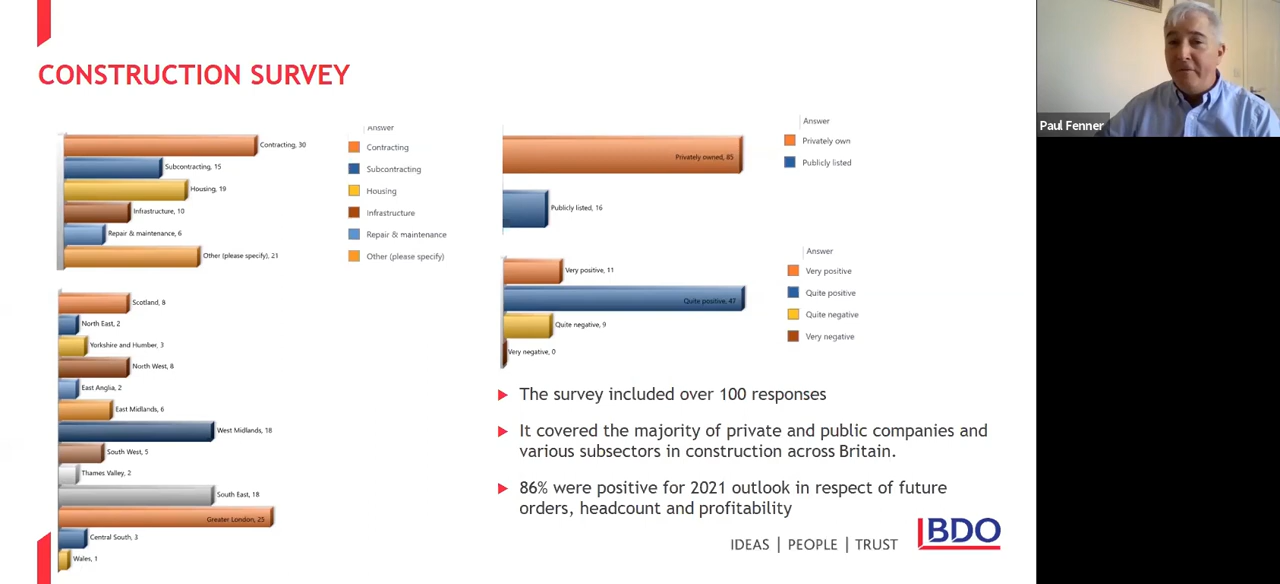 CONSTRUCTION SURVEY
Answer
Contracting, 30
Subcontracting, 15
Housing, 19
Infrastructure, 10
Repair & maintenance, 6
Other (please specify), 21
Contracting
Subcontracting
Housing
Infrastructure
Repair & maintenance
Other (please specify)
Answer
Privately owned, 85
Publicly listed, 16
Privately own
Publicly listed
Answer
Very positive, 11
Quite positive, 47
Quite negative, 9
Very negative, 0
Very positive
Quite positive
Quite negative
Very negative
Scotland, 8
North East, 2
Yorkshire and Humber, 3
North West, 8
East Anglia, 2
East Midlands, 6
West Midlands, 18
South West, 5
Thames Valley, 2
South East, 18
Greater London, 25
Central South, 3
Wales, 1
The survey included over 100 responses
It covered the majority of private and public companies and
various subsectors in construction across Britain.
86% were positive for 2021 outlook in respect of future
orders, headcount and profitability
IDEAS | PEOPLE | TRUST
BDO
Paul Fenner